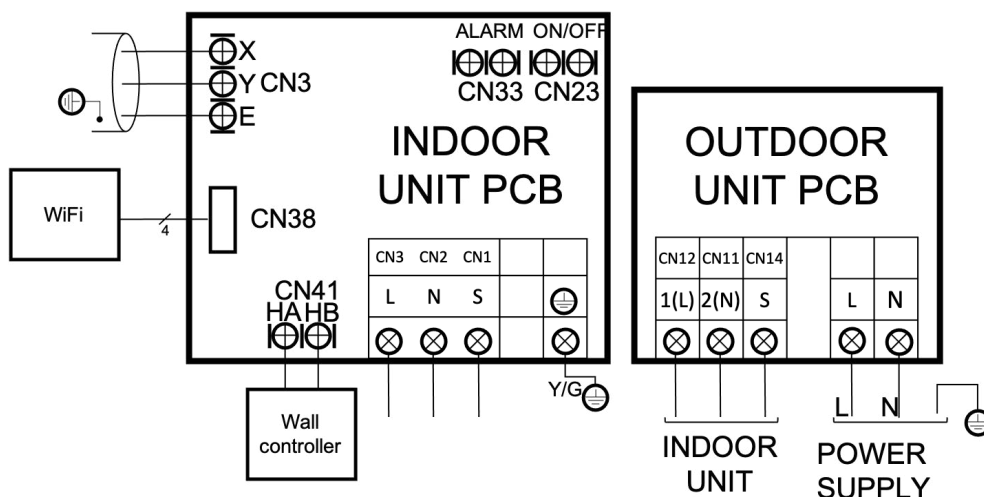 ALARM ON/OFF
X
Y CN3
E
CN33 CN23
INDOOR
UNIT PCB
OUTDOOR
UNIT PCB
WiFi
4
CN38
CN3 CN2 CN1
L N S
CN41
HA HB
Y/G
Wall
controller
CN12 CN11 CN14
1(L) 2(N) S L N
L N
INDOOR
UNIT
POWER
SUPPLY